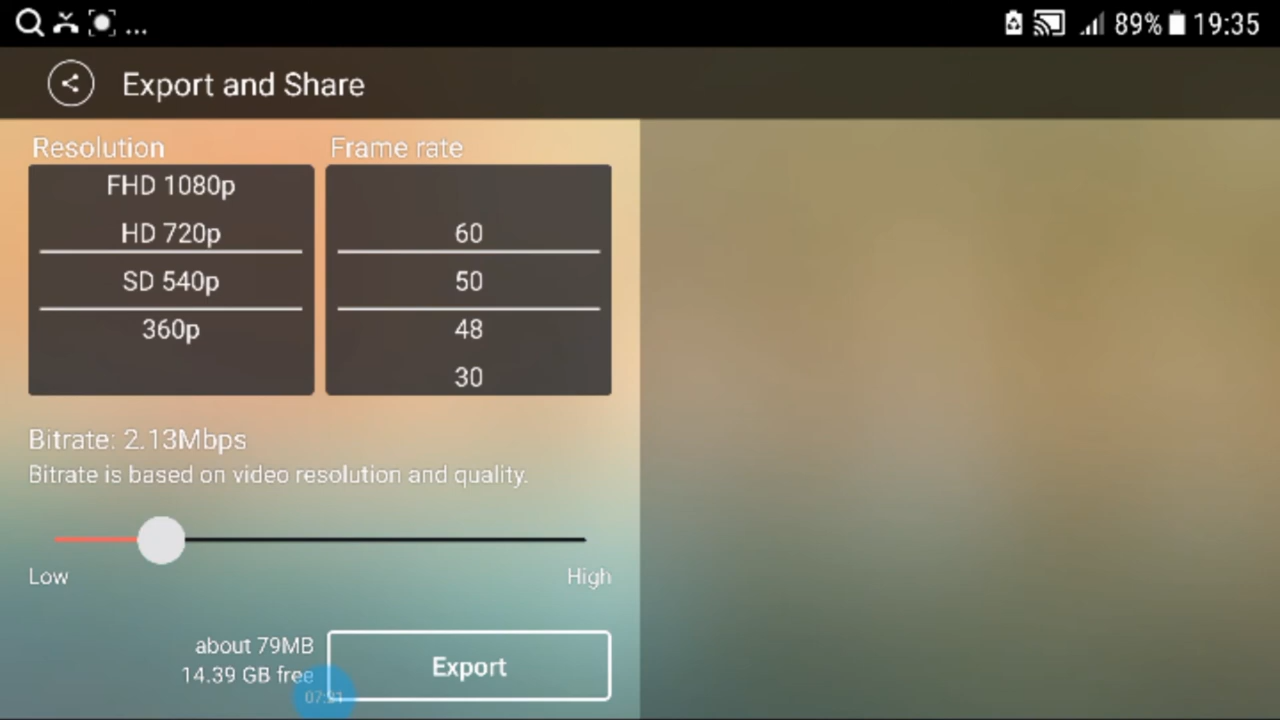 ... 89% 19:35
Export and Share
Resolution
FHD 1080p
HD 720p
SD 540p
360p
Frame rate
60
50
48
30
Bitrate: 2.13Mbps
Bitrate is based on video resolution and quality.
Low High
about 79MB
14.39 GB free
Export